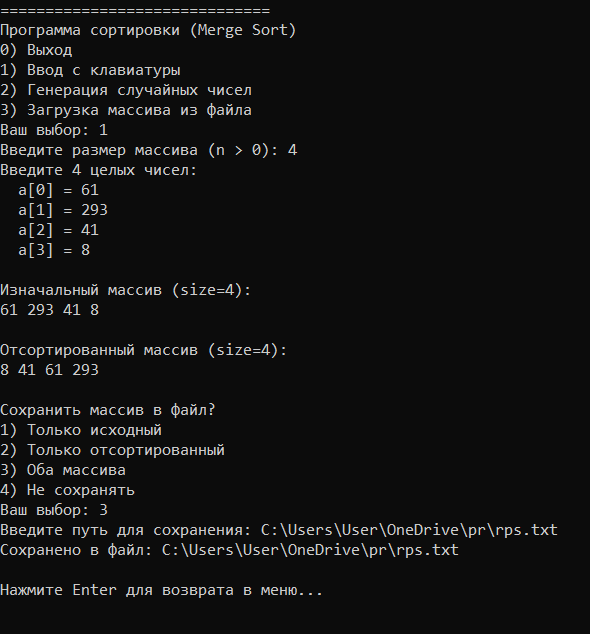 ==============================
Программа сортировки (Merge Sort)
0) Выход
1) Ввод с клавиатуры
2) Генерация случайных чисел
3) Загрузка массива из файла
Ваш выбор: 1
Введите размер массива (n > 0): 4
Введите 4 целых чисел:
  a[0] = 61
  a[1] = 293
  a[2] = 41
  a[3] = 8

Изначальный массив (size=4):
61 293 41 8

Отсортированный массив (size=4):
8 41 61 293

Сохранить массив в файл?
1) Только исходный
2) Только отсортированный
3) Оба массива
4) Не сохранять
Ваш выбор: 3
Введите путь для сохранения: C:\Users\User\OneDrive\pr\rps.txt
Сохранено в файл: C:\Users\User\OneDrive\pr\rps.txt

Нажмите Enter для возврата в меню...